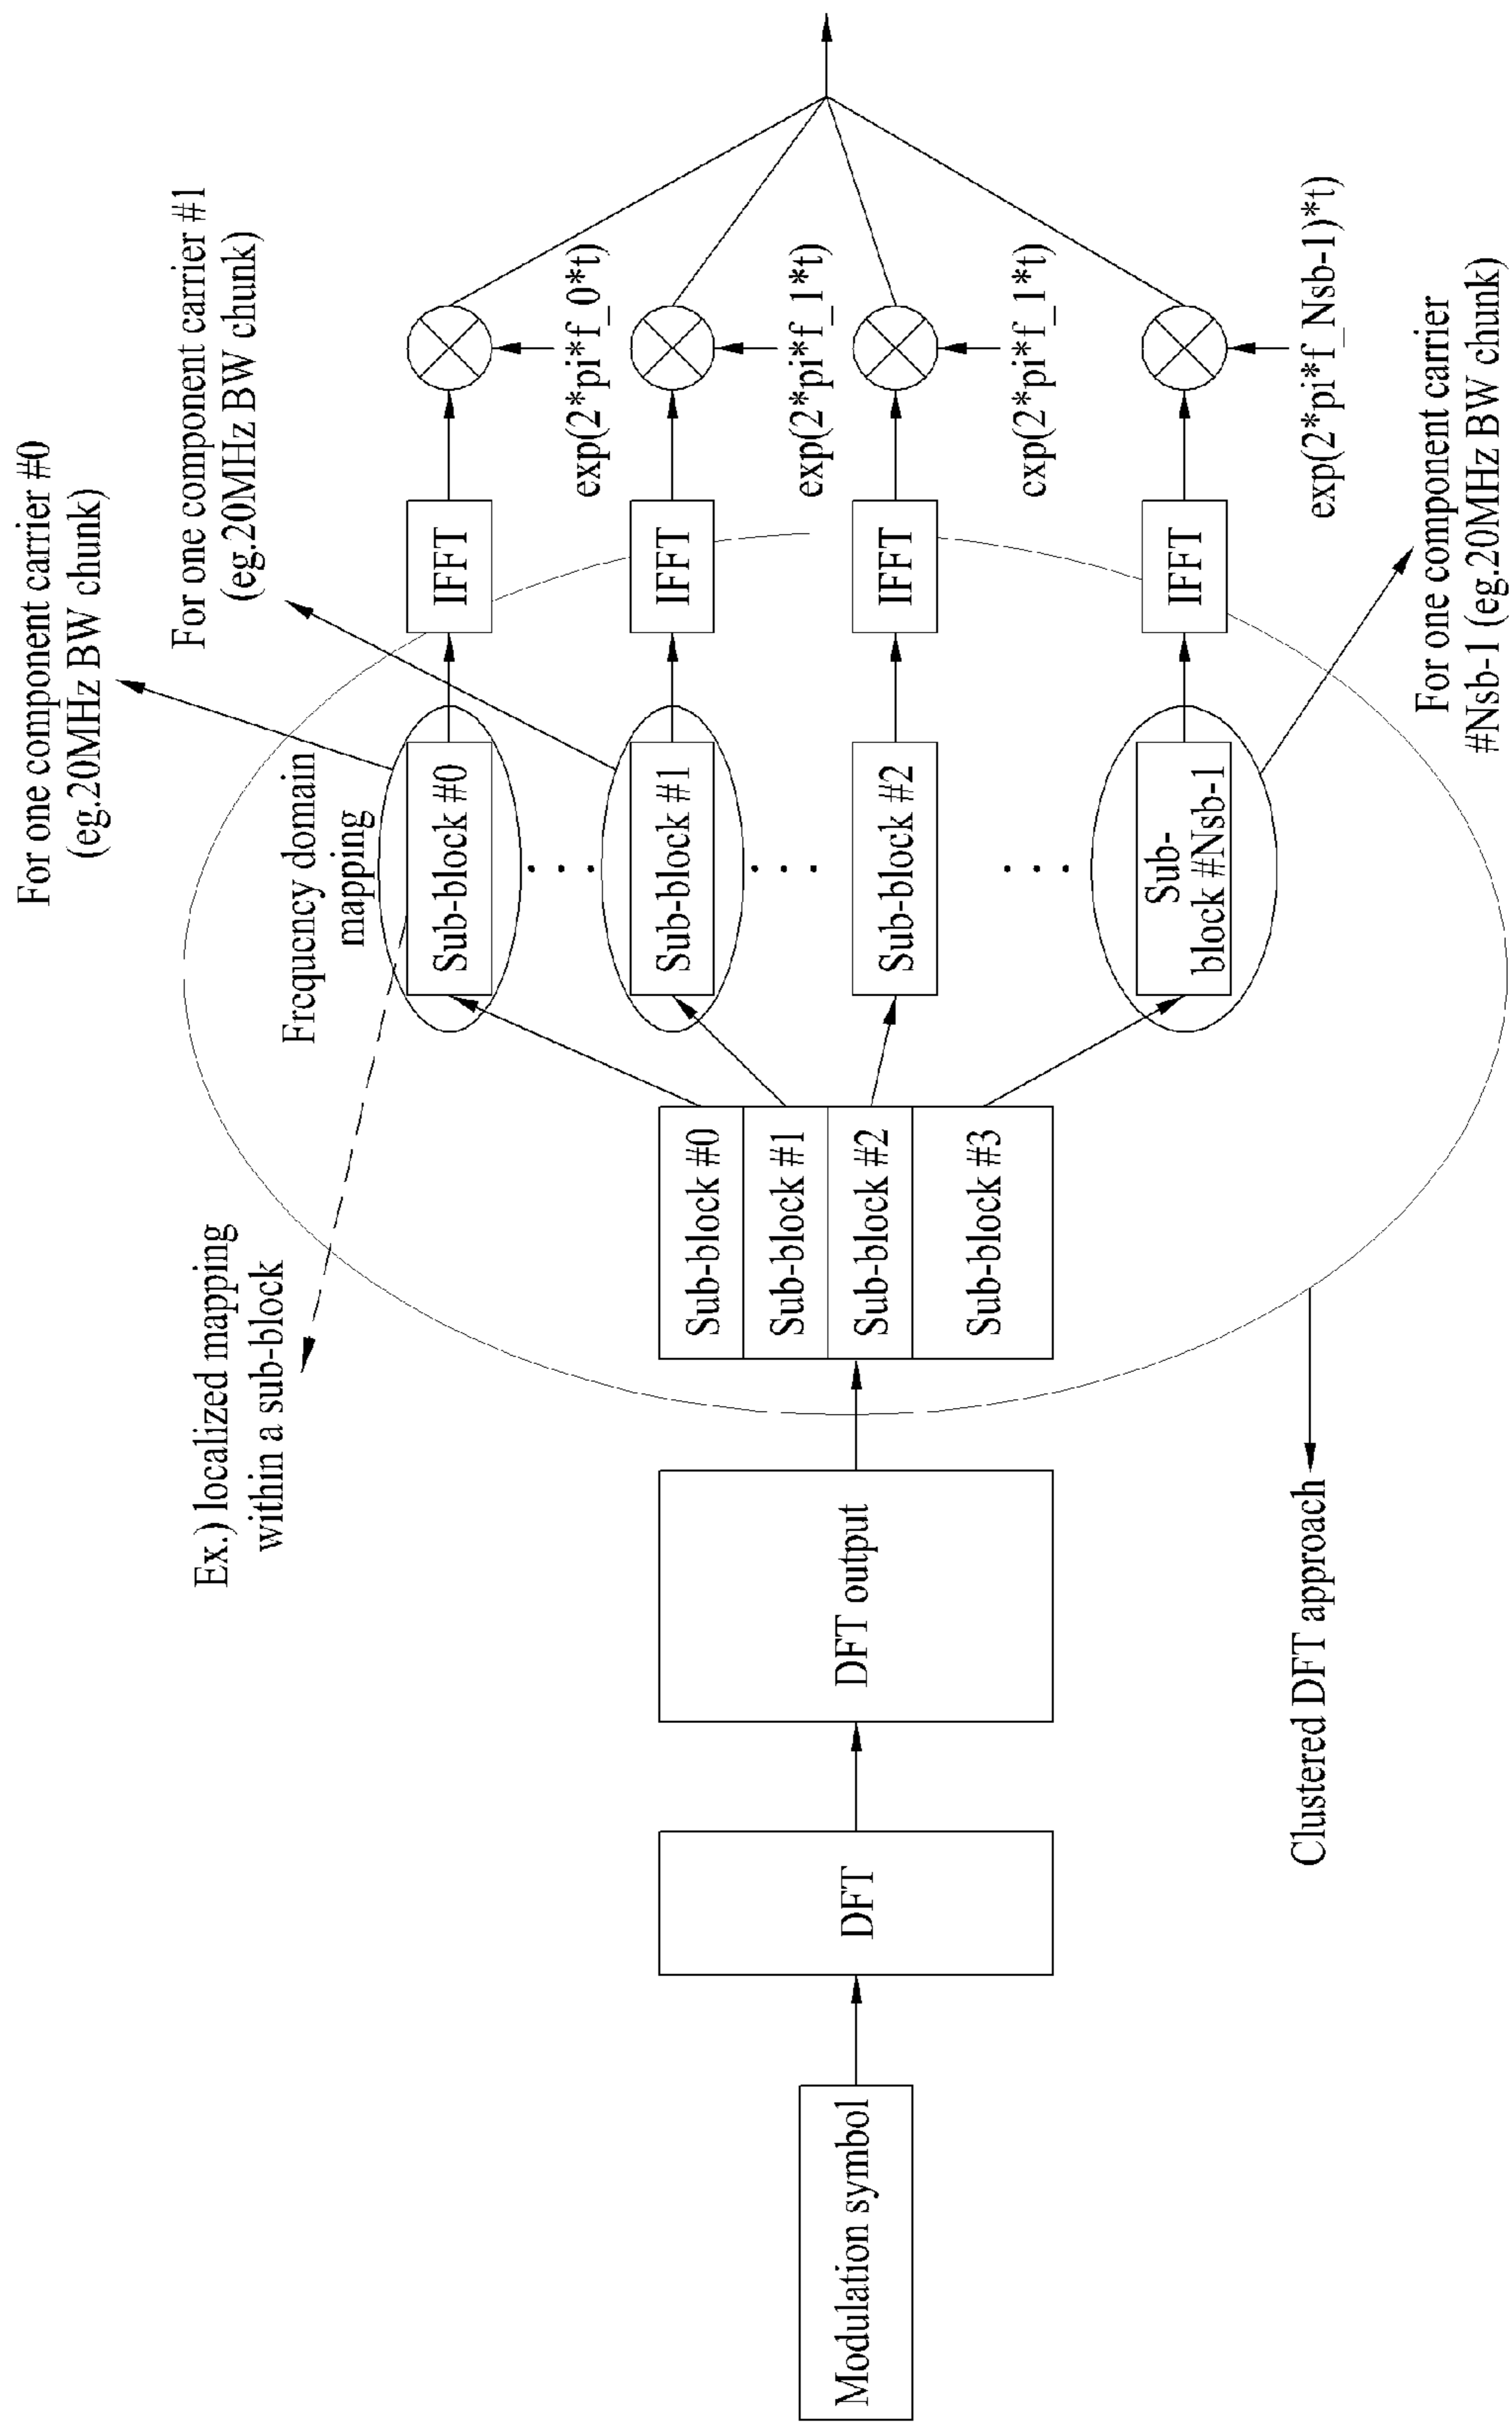 For one component carrier #0
(eg.20MHz BW chunk)
For one component carrier #1
(eg.20MHz BW chunk)
Ex.) localized mapping
within a sub-block
Frequency domain
mapping
Modulation symbol
DFT
DFT output
Sub-block #0
Sub-block #1
Sub-block #2
Sub-block #3
Sub-block #0
IFFT
exp(2*pi*f_0*t)
Sub-block #1
IFFT
exp(2*pi*f_1*t)
Sub-block #2
IFFT
exp(2*pi*f_1*t)
Sub-
block #Nsb-1
IFFT
exp(2*pi*f_Nsb-1)*t)
Clustered DFT approach
For one component carrier
#Nsb-1 (eg.20MHz BW chunk)